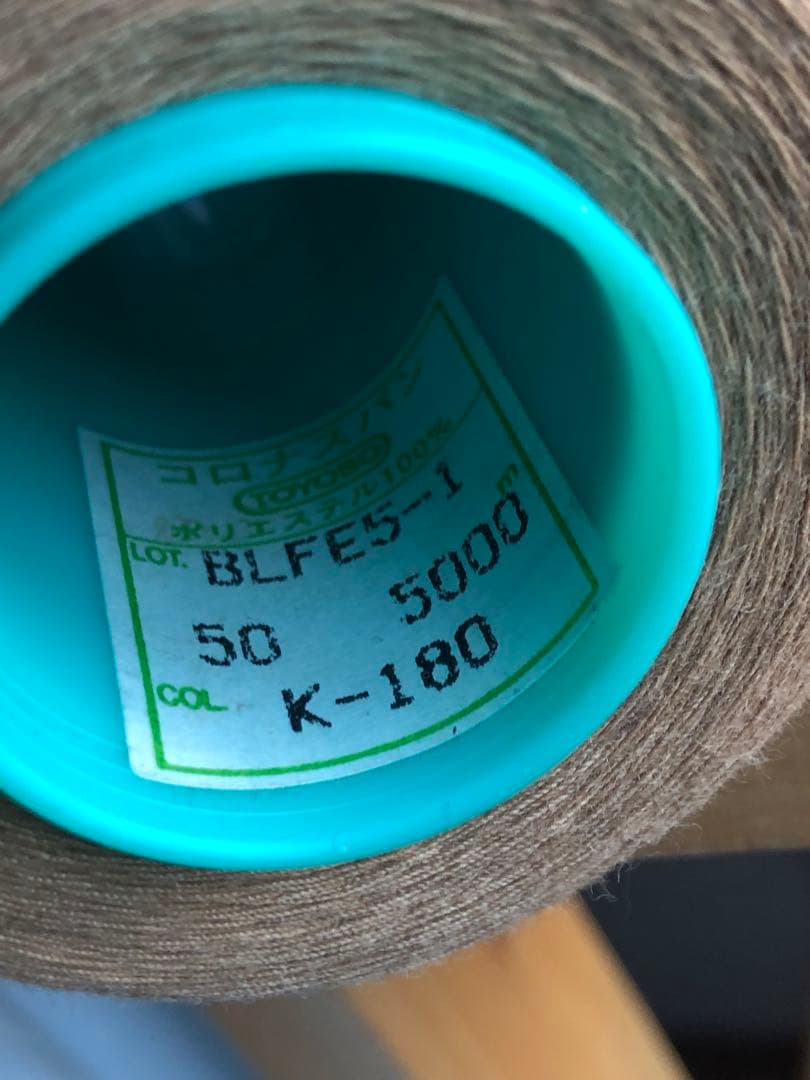 コロナスパン
TOYOBO
ポリエステル100%
LOT. BLFE5-1
50 5000m
COL. K-180